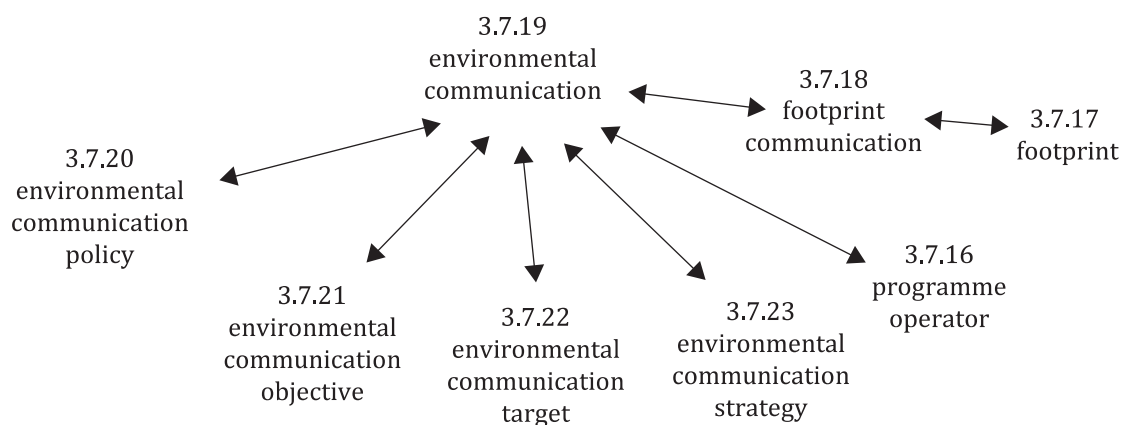 3.7.19
environmental
communication
3.7.18
footprint
communication
3.7.17
footprint
3.7.20
environmental
communication
policy
3.7.16
programme
operator
3.7.21
environmental
communication
objective
3.7.22
environmental
communication
target
3.7.23
environmental
communication
strategy